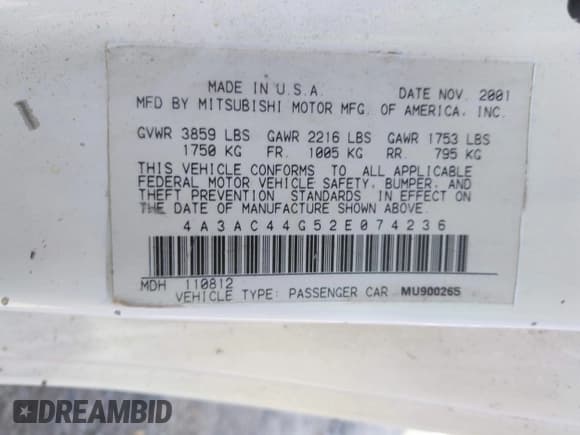 MADE IN U.S.A. DATE NOV. 2001
MFD BY MITSUBISHI MOTOR MFG. OF AMERICA, INC.
GVWR 3859 LBS GAWR 2216 LBS GAWR 1753 LBS
1750 KG FR. 1005 KG RR. 795 KG
THIS VEHICLE CONFORMS TO ALL APPLICABLE
FEDERAL MOTOR VEHICLE SAFETY, BUMPER, AND
THEFT PREVENTION STANDARDS IN EFFECT ON
THE DATE OF MANUFACTURE SHOWN ABOVE.
4A3AC44G52E074236
MDH 110812
VEHICLE TYPE: PASSENGER CAR MU900265
DREAMBID